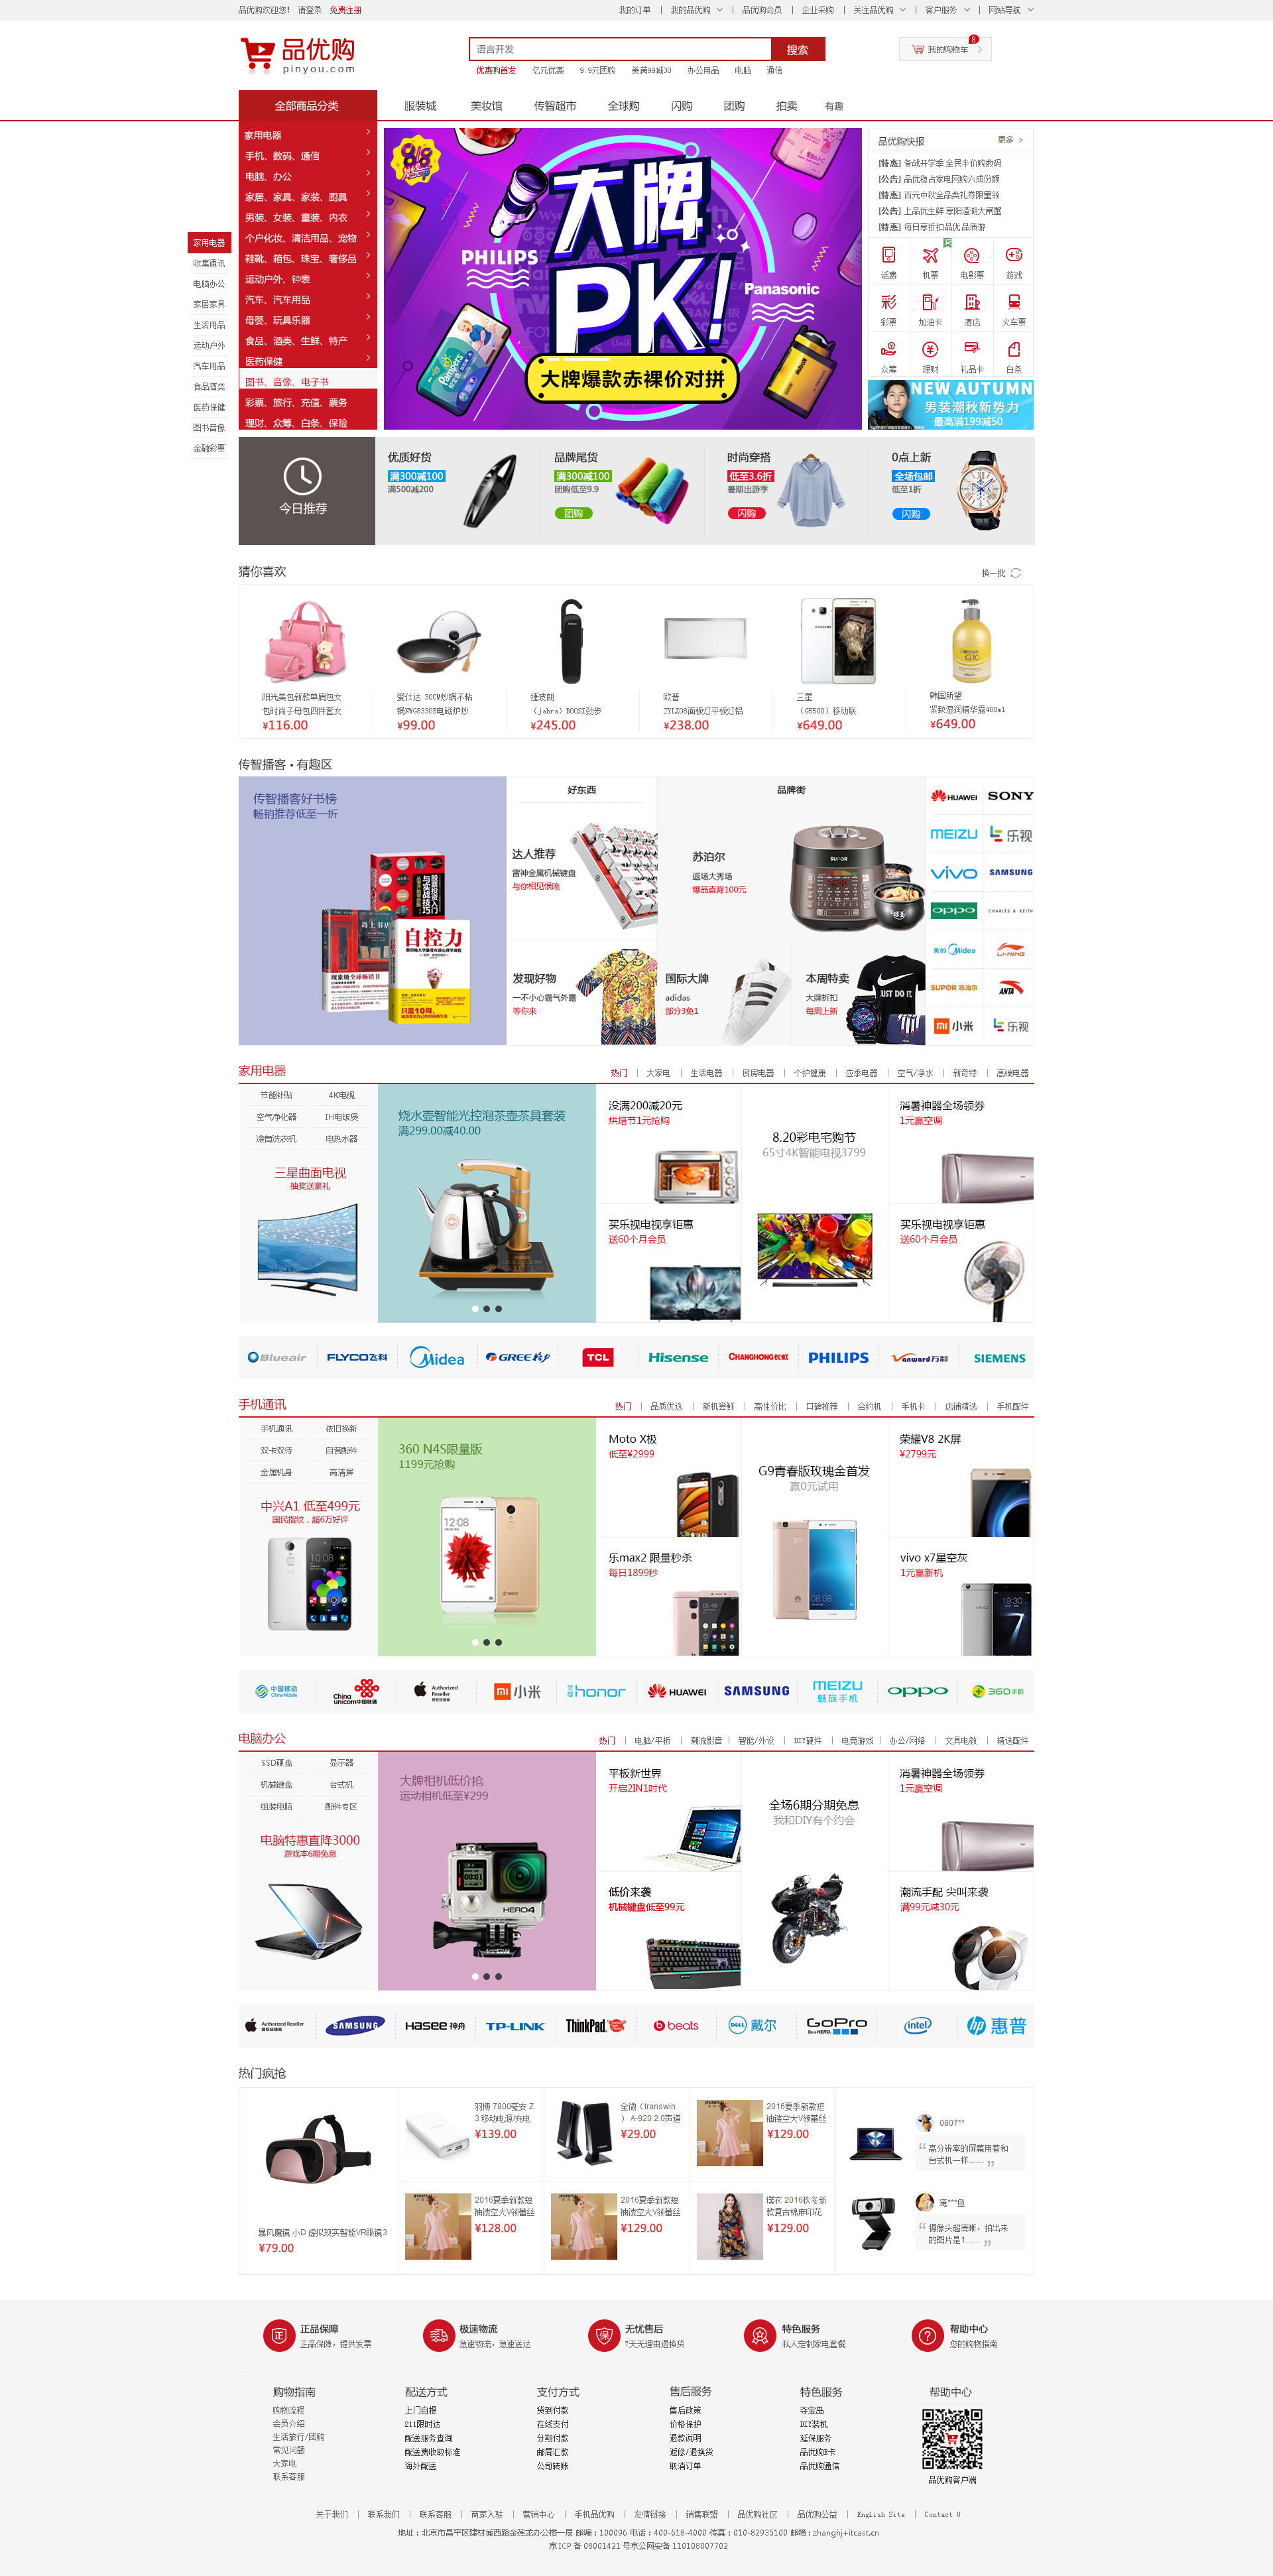 品优购欢迎您! 请登录 免费注册
我的订单 我的品优购 品优购会员 企业采购 关注品优购 客户服务 网站导航
品优购
pinyou.com
语言开发 搜索
8
我的购物车
优惠购首发 亿元优惠 9.9元团购 美满99减30 办公用品 电脑 通信
全部商品分类 服装城 美妆馆 传智超市 全球购 闪购 团购 拍卖 有趣
家用电器
手机、数码、通信
电脑、办公
家居、家具、家装、厨具
男装、女装、童装、内衣
个户化妆、清洁用品、宠物
鞋靴、箱包、珠宝、奢侈品
运动户外、钟表
汽车、汽车用品
母婴、玩具乐器
食品、酒类、生鲜、特产
医药保健
图书、音像、电子书
彩票、旅行、充值、票务
理财、众筹、白条、保险
家用电器
收集通讯
电脑办公
家居家具
生活用品
运动户外
汽车用品
食品酒类
医药保健
图书音像
金融彩票
大牌
PK
PHILIPS
Panasonic
Pampers
大牌爆款赤裸价对拼
品优购快报 更多
[特惠] 备战开学季 全民半价购数码
[公告] 品优稳占家电网购六成份额
[特惠] 百元中秋全品类礼券限量领
[公告] 上品优生鲜 享阳澄湖大闸蟹
[特惠] 每日享折扣品优品质游
话费 机票 电影票 游戏
彩票 加油卡 酒店 火车票
众筹 理财 礼品卡 白条
NEW AUTUMN
男装潮秋新势力
最高满199减50
今日推荐
优质好货
满300减100
满500减200
品牌尾货
满300减100
团购低至9.9
团购
时尚穿搭
低至3.6折
暑期出游季
闪购
0点上新
全场包邮
低至1折
闪购
猜你喜欢 换一批
阳光美包新款单肩包女
包时尚子母包四件套女
¥116.00
爱仕达 30CM炒锅不粘
锅NWG8330E电磁炉炒
¥99.00
捷波朗
（jabra）BOOSI劲步
¥245.00
欧普
JYLZ08面板灯平板灯铝
¥238.00
三星
（G5500）移动联
¥649.00
韩国所望
紧致湿润精华露400ml
¥649.00
传智播客 • 有趣区
传智播客好书榜
畅销推荐低至一折
自控力
只需10周，
好东西
达人推荐
雷神金属机械键盘
与你相见恨晚
品牌街
苏泊尔
返场大秀场
爆品直降100元
SUPOR
发现好物
一不小心霸气外露
等你来
国际大牌
adidas
部分3免1
本周特卖
大牌折扣
每周上新
JUST DO IT.
HUAWEI SONY
MEIZU 乐视
vivo SAMSUNG
OPPO CHARLES & KEITH
美的 Midea LI-NING
SUPOR 苏泊尔 ANTA
小米 乐视
家用电器
热门 大家电 生活电器 厨房电器 个护健康 应季电器 空气/净水 新奇特 高端电器
节能补贴 4K电视
空气净化器 IH电饭煲
滚筒洗衣机 电热水器
三星曲面电视
抽奖送豪礼
烧水壶智能光控泡茶壶茶具套装
满299.00减40.00
没满200减20元
烘培节1元抢购
买乐视电视享钜惠
送60个月会员
8.20彩电宅购节
65寸4K智能电视3799
消暑神器全场领券
1元赢空调
买乐视电视享钜惠
送60个月会员
Blueair FLYCO飞科 Midea GREE格力 TCL Hisense CHANGHONG长虹 PHILIPS Vanward万和 SIEMENS
手机通讯
热门 品质优选 新机尝鲜 高性价比 口碑推荐 合约机 手机卡 店铺精选 手机配件
手机通讯 依旧换新
双卡双待 自营配件
金属机身 高清屏
中兴A1 低至499元
国民指纹，超6万好评
360 N4S限量版
1199元抢购
12:08
Moto X极
低至¥2999
乐max2 限量秒杀
每日1899秒
G9青春版玫瑰金首发
赢0元试用
荣耀V8 2K屏
¥2799元
vivo x7星空灰
1元赢新机
中国移动 China Mobile China unicom中国联通 Authorized Reseller 小米 荣耀 honor HUAWEI SAMSUNG MEIZU 魅族手机 OPPO 360手机
电脑办公
热门 电脑/平板 潮流影音 智能/外设 DIY硬件 电竞游戏 办公/网络 文具电教 精选配件
SSD硬盘 显示器
机械键盘 台式机
组装电脑 配件专区
电脑特惠直降3000
游戏本6期免息
大牌相机低价抢
运动相机低至¥299
HERO4
平板新世界
开启2IN1时代
低价来袭
机械键盘低至99元
全场6期分期免息
我和DIY有个约会
消暑神器全场领券
1元赢空调
潮流手配 尖叫来袭
满99元减30元
Authorized Reseller SAMSUNG HASEE 神舟 TP-LINK ThinkPad beats DELL 戴尔 GoPro Be a HERO. intel hp 惠普
热门疯抢
暴风魔镜 小D 虚拟现实智能VR眼镜3
¥79.00
羽博 7800毫安 Z
3 移动电源/充电
¥139.00
全微（transwin
） A-920 2.0声道
¥29.00
2016夏季新款短
袖镂空大V领蕾丝
¥129.00
2016夏季新款短
袖镂空大V领蕾丝
¥128.00
2016夏季新款短
袖镂空大V领蕾丝
¥129.00
璞衣 2016秋冬新
款复古棉麻印花
¥129.00
0807**
高分辨率的屏幕用着和
台式机一样......
淹***鱼
摄像头超清晰，拍出来
的图片是1......
正品保障
正品保障，提供发票
极速物流
急速物流，急速送达
无忧售后
7天无理由退换货
特色服务
私人定制家电套餐
帮助中心
您的购物指南
购物指南
购物流程
会员介绍
生活旅行/团购
常见问题
大家电
联系客服
配送方式
上门自提
211限时达
配送服务查询
配送费收取标准
海外配送
支付方式
货到付款
在线支付
分期付款
邮局汇款
公司转账
售后服务
售后政策
价格保护
退款说明
返修/退换货
取消订单
特色服务
夺宝岛
DIY装机
延保服务
品优购E卡
品优购通信
帮助中心
品优购客户端
关于我们 联系我们 联系客服 商家入驻 营销中心 手机品优购 友情链接 销售联盟 品优购社区 品优购公益 English Site Contact U
地址：北京市昌平区建材城西路金燕龙办公楼一层 邮编：100096 电话：400-618-4000 传真：010-82935100 邮箱：zhanghj+itcast.cn
京ICP 备 08001421 号京公网安备 110108007702